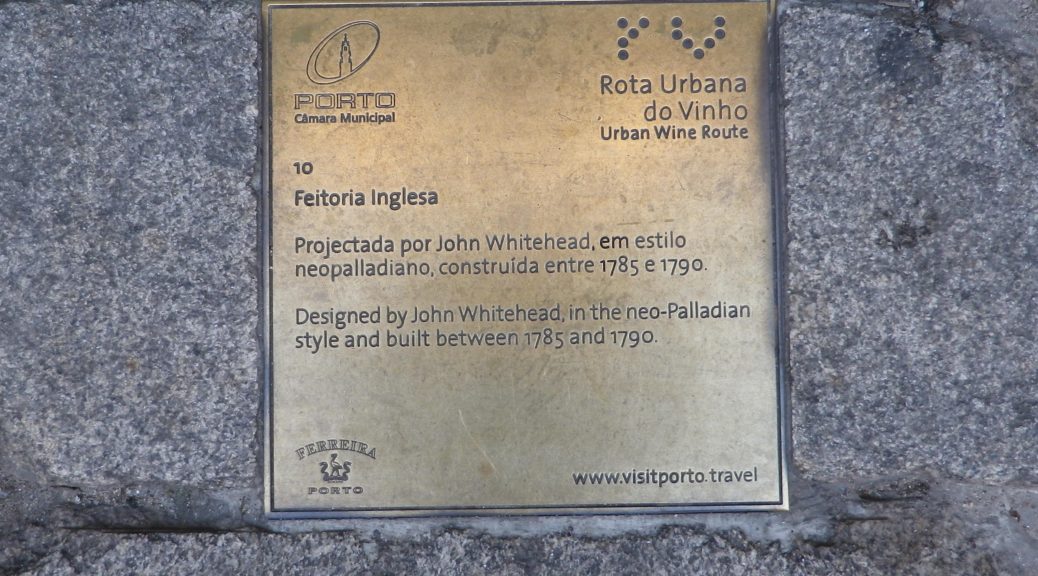 PORTO
Câmara Municipal
rv
Rota Urbana
do Vinho
Urban Wine Route
10
Feitoria Inglesa
Projectada por John Whitehead, em estilo
neopalladiano, construída entre 1785 e 1790.
Designed by John Whitehead, in the neo-Palladian
style and built between 1785 and 1790.
FERREIRA
PORTO
www.visitporto.travel